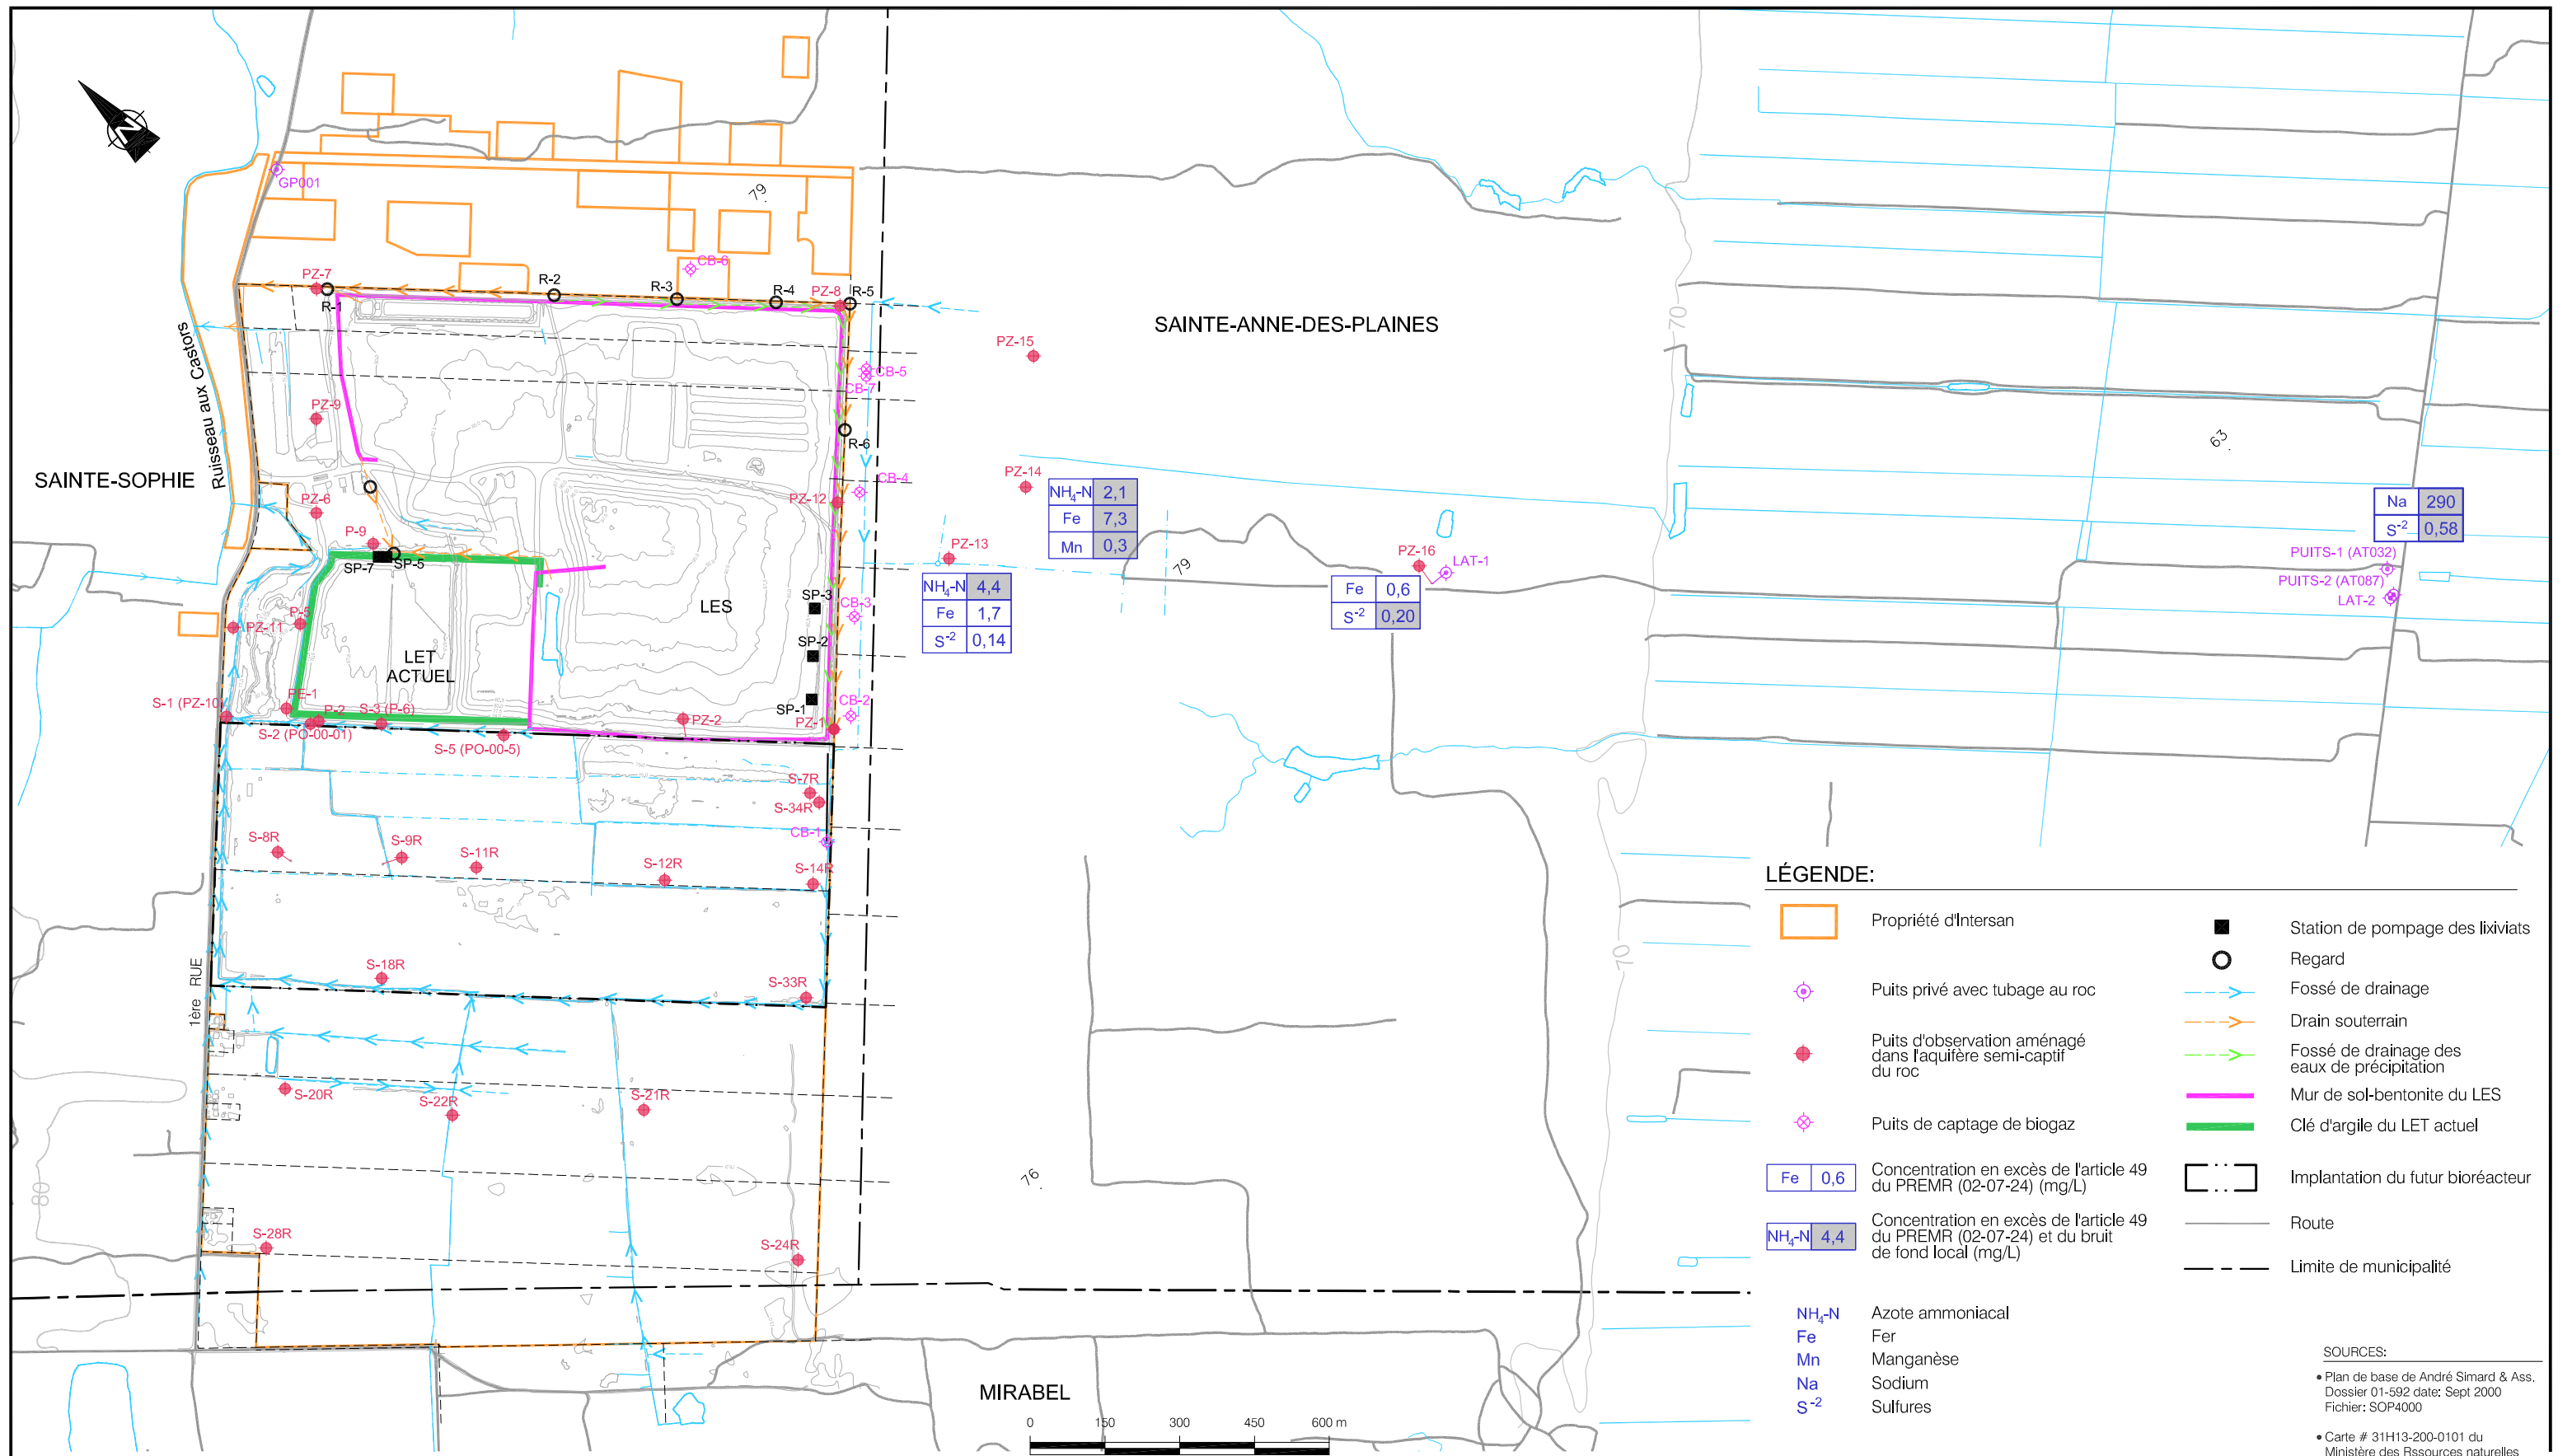 N
GP001
79
CB-6
PZ-7
R-1
R-2
R-3
R-4
PZ-8
R-5
PZ-15
SAINTE-ANNE-DES-PLAINES
70
Ruisseau aux Castors
CB-5
CB-7
PZ-9
R-6
63
SAINTE-SOPHIE
PZ-14
CB-4
NH4-N 2,1
Fe 7,3
Mn 0,3
Na 290
S-2 0,58
PZ-6
PZ-12
P-9
SP-7
SP-5
PZ-13
79
PZ-16
LAT-1
PUITS-1 (AT032)
PUITS-2 (AT087)
LAT-2
NH4-N 4,4
Fe 1,7
S-2 0,14
Fe 0,6
S-2 0,20
LES
SP-3
CB-3
P-5
PZ-11
SP-2
LET
ACTUEL
SP-1
CB-2
S-1 (PZ-10)
PE-1
P-2
S-3 (P-6)
PZ-2
PZ-1
S-2 (PO-00-01)
S-5 (PO-00-5)
S-7R
S-34R
CB-1
S-8R
S-9R
S-11R
S-12R
S-14R
1ère RUE
S-18R
S-33R
70
S-20R
S-22R
S-21R
80
76
S-28R
S-24R
MIRABEL
0 150 300 450 600 m
LÉGENDE:
Propriété d'Intersan
Puits privé avec tubage au roc
Puits d'observation aménagé
dans l'aquifère semi-captif
du roc
Puits de captage de biogaz
Fe 0,6
Concentration en excès de l'article 49
du PREMR (02-07-24) (mg/L)
NH4-N 4,4
Concentration en excès de l'article 49
du PREMR (02-07-24) et du bruit
de fond local (mg/L)
NH4-N Azote ammoniacal
Fe Fer
Mn Manganèse
Na Sodium
S-2 Sulfures
Station de pompage des lixiviats
Regard
Fossé de drainage
Drain souterrain
Fossé de drainage des
eaux de précipitation
Mur de sol-bentonite du LES
Clé d'argile du LET actuel
Implantation du futur bioréacteur
Route
Limite de municipalité
SOURCES:
• Plan de base de André Simard & Ass.
Dossier 01-592 date: Sept 2000
Fichier: SOP4000
• Carte # 31H13-200-0101 du
Ministère des Rssources naturelles